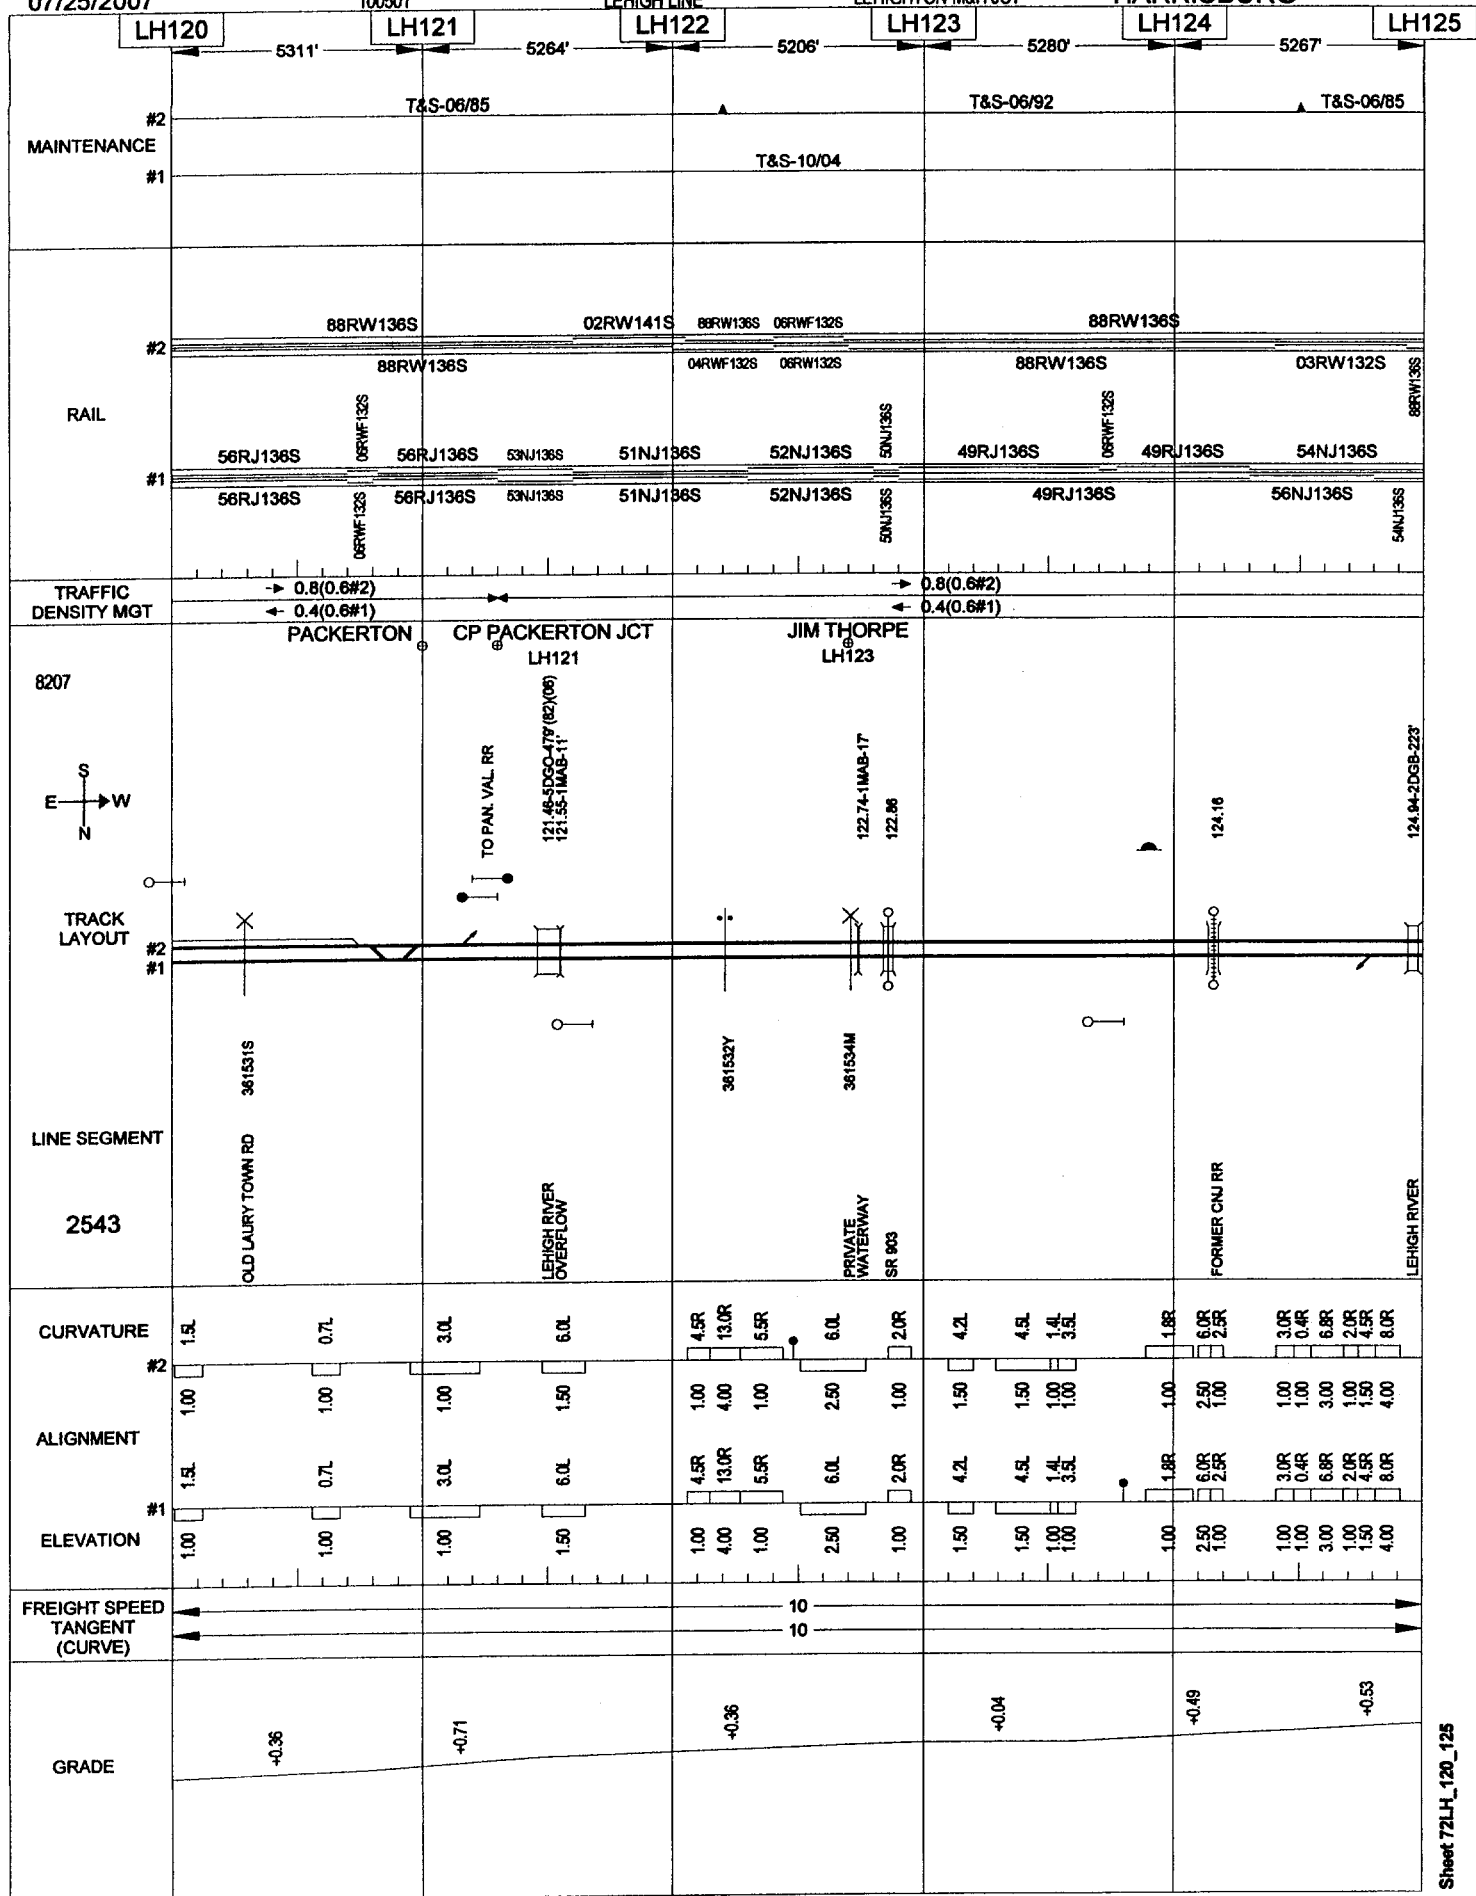 07/25/2007 100501 LEHIGH LINE HARRISBURG
LH120 LH121 LH122 LH123 LH124 LH125
5311' 5264' 5206' 5280' 5267'
MAINTENANCE
#2 T&S-06/85 T&S-06/92 T&S-06/85
#1 T&S-10/04
RAIL
88RW136S 02RW141S 88RW136S 06RWF132S 88RW136S
#2
88RW136S 04RWF132S 06RW132S 88RW136S 03RW132S 88RW136S
56RJ136S 06RWF132S 56RJ136S 53NJ136S 51NJ136S 52NJ136S 50NJ136S 49RJ136S 06RWF132S 49RJ136S 54NJ136S
#1
56RJ136S 06RWF132S 56RJ136S 53NJ136S 51NJ136S 52NJ136S 50NJ136S 49RJ136S 56NJ136S 54NJ136S
TRAFFIC
DENSITY MGT
→ 0.8(0.6#2) → 0.8(0.6#2)
← 0.4(0.6#1) ← 0.4(0.6#1)
PACKERTON CP PACKERTON JCT JIM THORPE
LH121 LH123
8207
S
E W
N
TO PAN. VAL. RR
121.46-5DGO-479'(82)(06)
121.55-1MAB-11'
122.74-1MAB-17'
122.86
124.16
124.94-2DGB-223'
TRACK
LAYOUT
#2
#1
361531S 361532Y 361534M
LINE SEGMENT
2543
OLD LAURY TOWN RD
LEHIGH RIVER
OVERFLOW
PRIVATE
WATERWAY
SR 903
FORMER CNJ RR
LEHIGH RIVER
CURVATURE
1.5L 0.7L 3.0L 6.0L 4.5R 13.0R 5.5R 6.0L 2.0R 4.2L 4.5L 1.4L 3.5L 1.8R 6.0R 2.5R 3.0R 0.4R 6.8R 2.0R 4.5R 8.0R
#2
1.00 1.00 1.00 1.50 1.00 4.00 1.00 2.50 1.00 1.50 1.50 1.00 1.00 1.00 2.50 1.00 1.00 1.00 3.00 1.00 1.50 4.00
ALIGNMENT
1.5L 0.7L 3.0L 6.0L 4.5R 13.0R 5.5R 6.0L 2.0R 4.2L 4.5L 1.4L 3.5L 1.8R 6.0R 2.5R 3.0R 0.4R 6.8R 2.0R 4.5R 8.0R
#1
ELEVATION
1.00 1.00 1.00 1.50 1.00 4.00 1.00 2.50 1.00 1.50 1.50 1.00 1.00 1.00 2.50 1.00 1.00 1.00 3.00 1.00 1.50 4.00
FREIGHT SPEED
TANGENT
(CURVE)
10
10
GRADE
+0.36 +0.71 +0.36 +0.04 +0.49 +0.53
Sheet 72LH_120_125